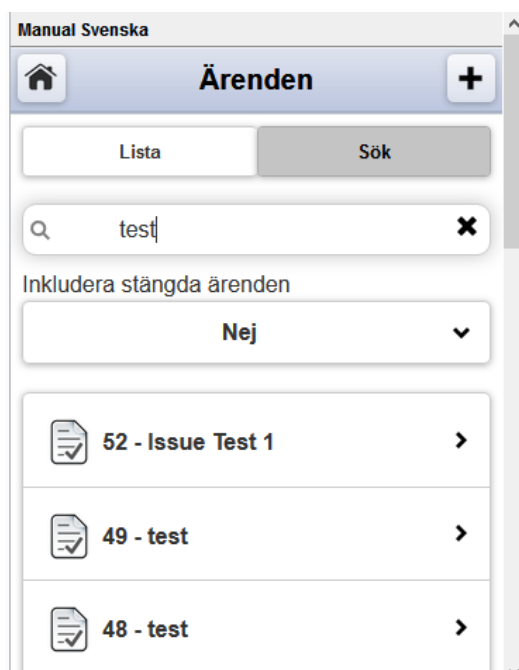 Manual Svenska
Ärenden
Lista
Sök
test
Inkludera stängda ärenden
Nej
52 - Issue Test 1
49 - test
48 - test